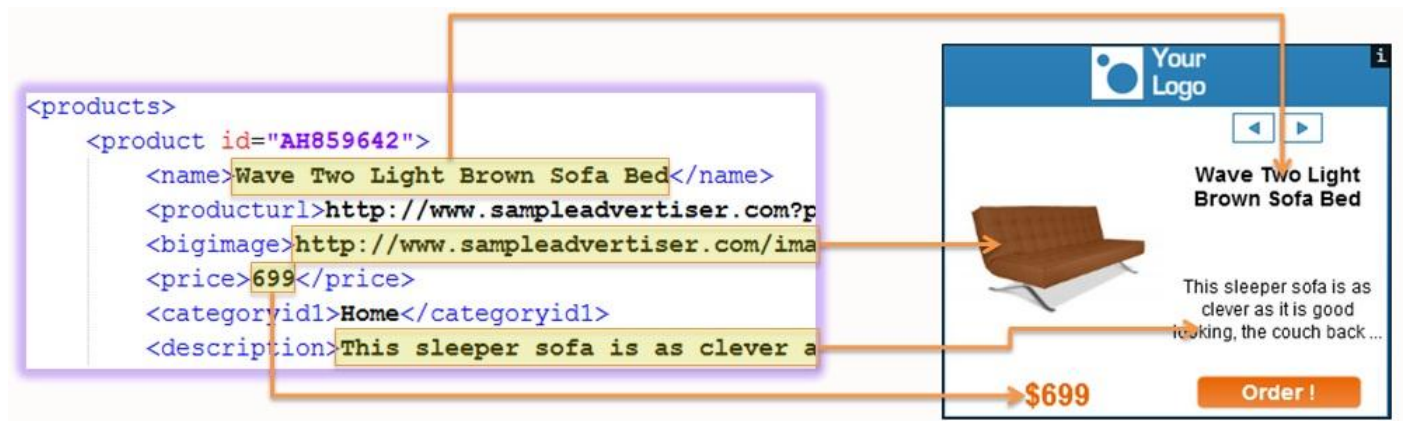 <products>
<product id="AH859642">
<name>Wave Two Light Brown Sofa Bed</name>
<producturl>http://www.sampleadvertiser.com?p
<bigimage>http://www.sampleadvertiser.com/ima
<price>699</price>
<categoryid1>Home</categoryid1>
<description>This sleeper sofa is as clever a
Your
Logo
i
Wave Two Light
Brown Sofa Bed
This sleeper sofa is as
clever as it is good
looking, the couch back ...
$699
Order !